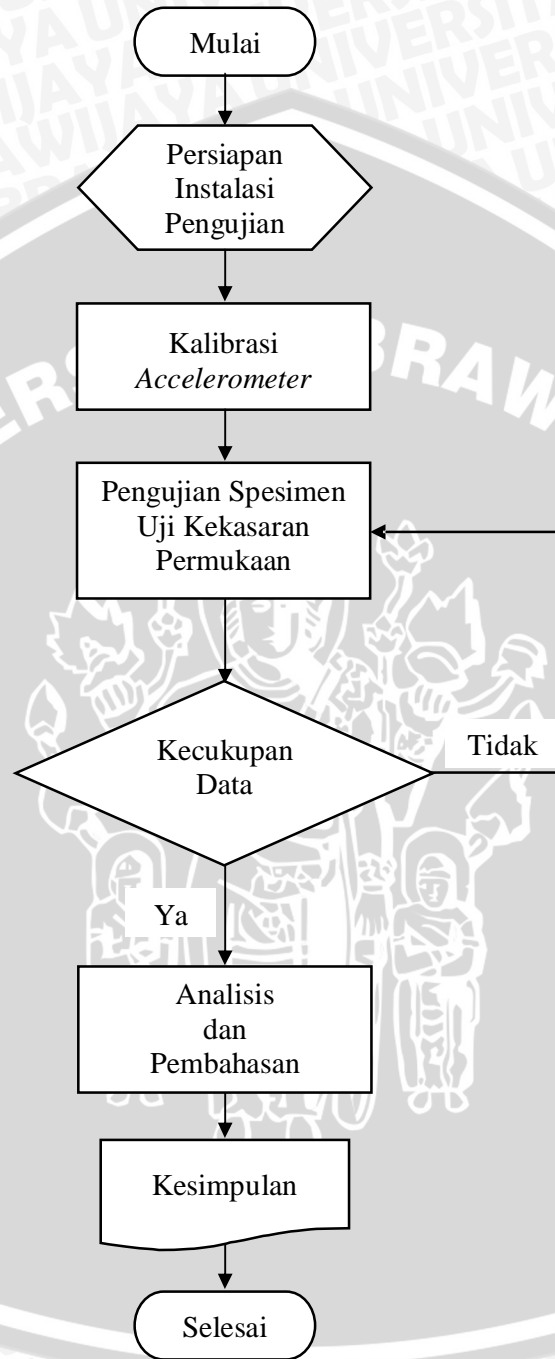 Mulai
Persiapan
Instalasi
Pengujian
Kalibrasi
Accelerometer
Pengujian Spesimen
Uji Kekasaran
Permukaan
Kecukupan
Data
Tidak
Ya
Analisis
dan
Pembahasan
Kesimpulan
Selesai